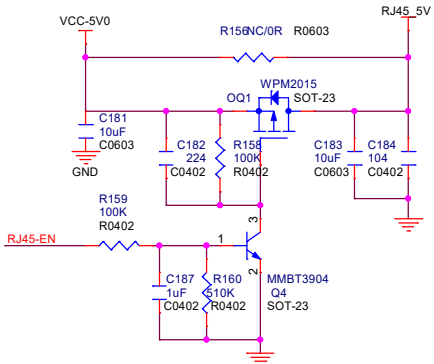 VCC-5V0
RJ45_5V
R156NC/0R R0603
WPM2015
OQ1 SOT-23
C181
10uF
C0603
GND
C182
224
C0402
R158
100K
R0402
C183
10uF
C0603
C184
104
C0402
R159
100K
R0402
RJ45-EN
1
3
2
MMBT3904
Q4
SOT-23
C187
1uF
C0402
R160
510K
R0402